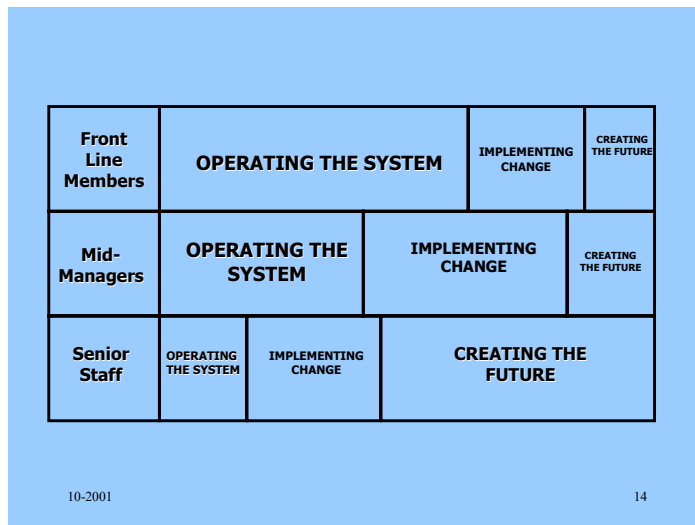 Front
Line
Members
OPERATING THE SYSTEM
IMPLEMENTING
CHANGE
CREATING
THE FUTURE
Mid-
Managers
OPERATING THE
SYSTEM
IMPLEMENTING
CHANGE
CREATING
THE FUTURE
Senior
Staff
OPERATING
THE SYSTEM
IMPLEMENTING
CHANGE
CREATING THE
FUTURE
10-2001
14